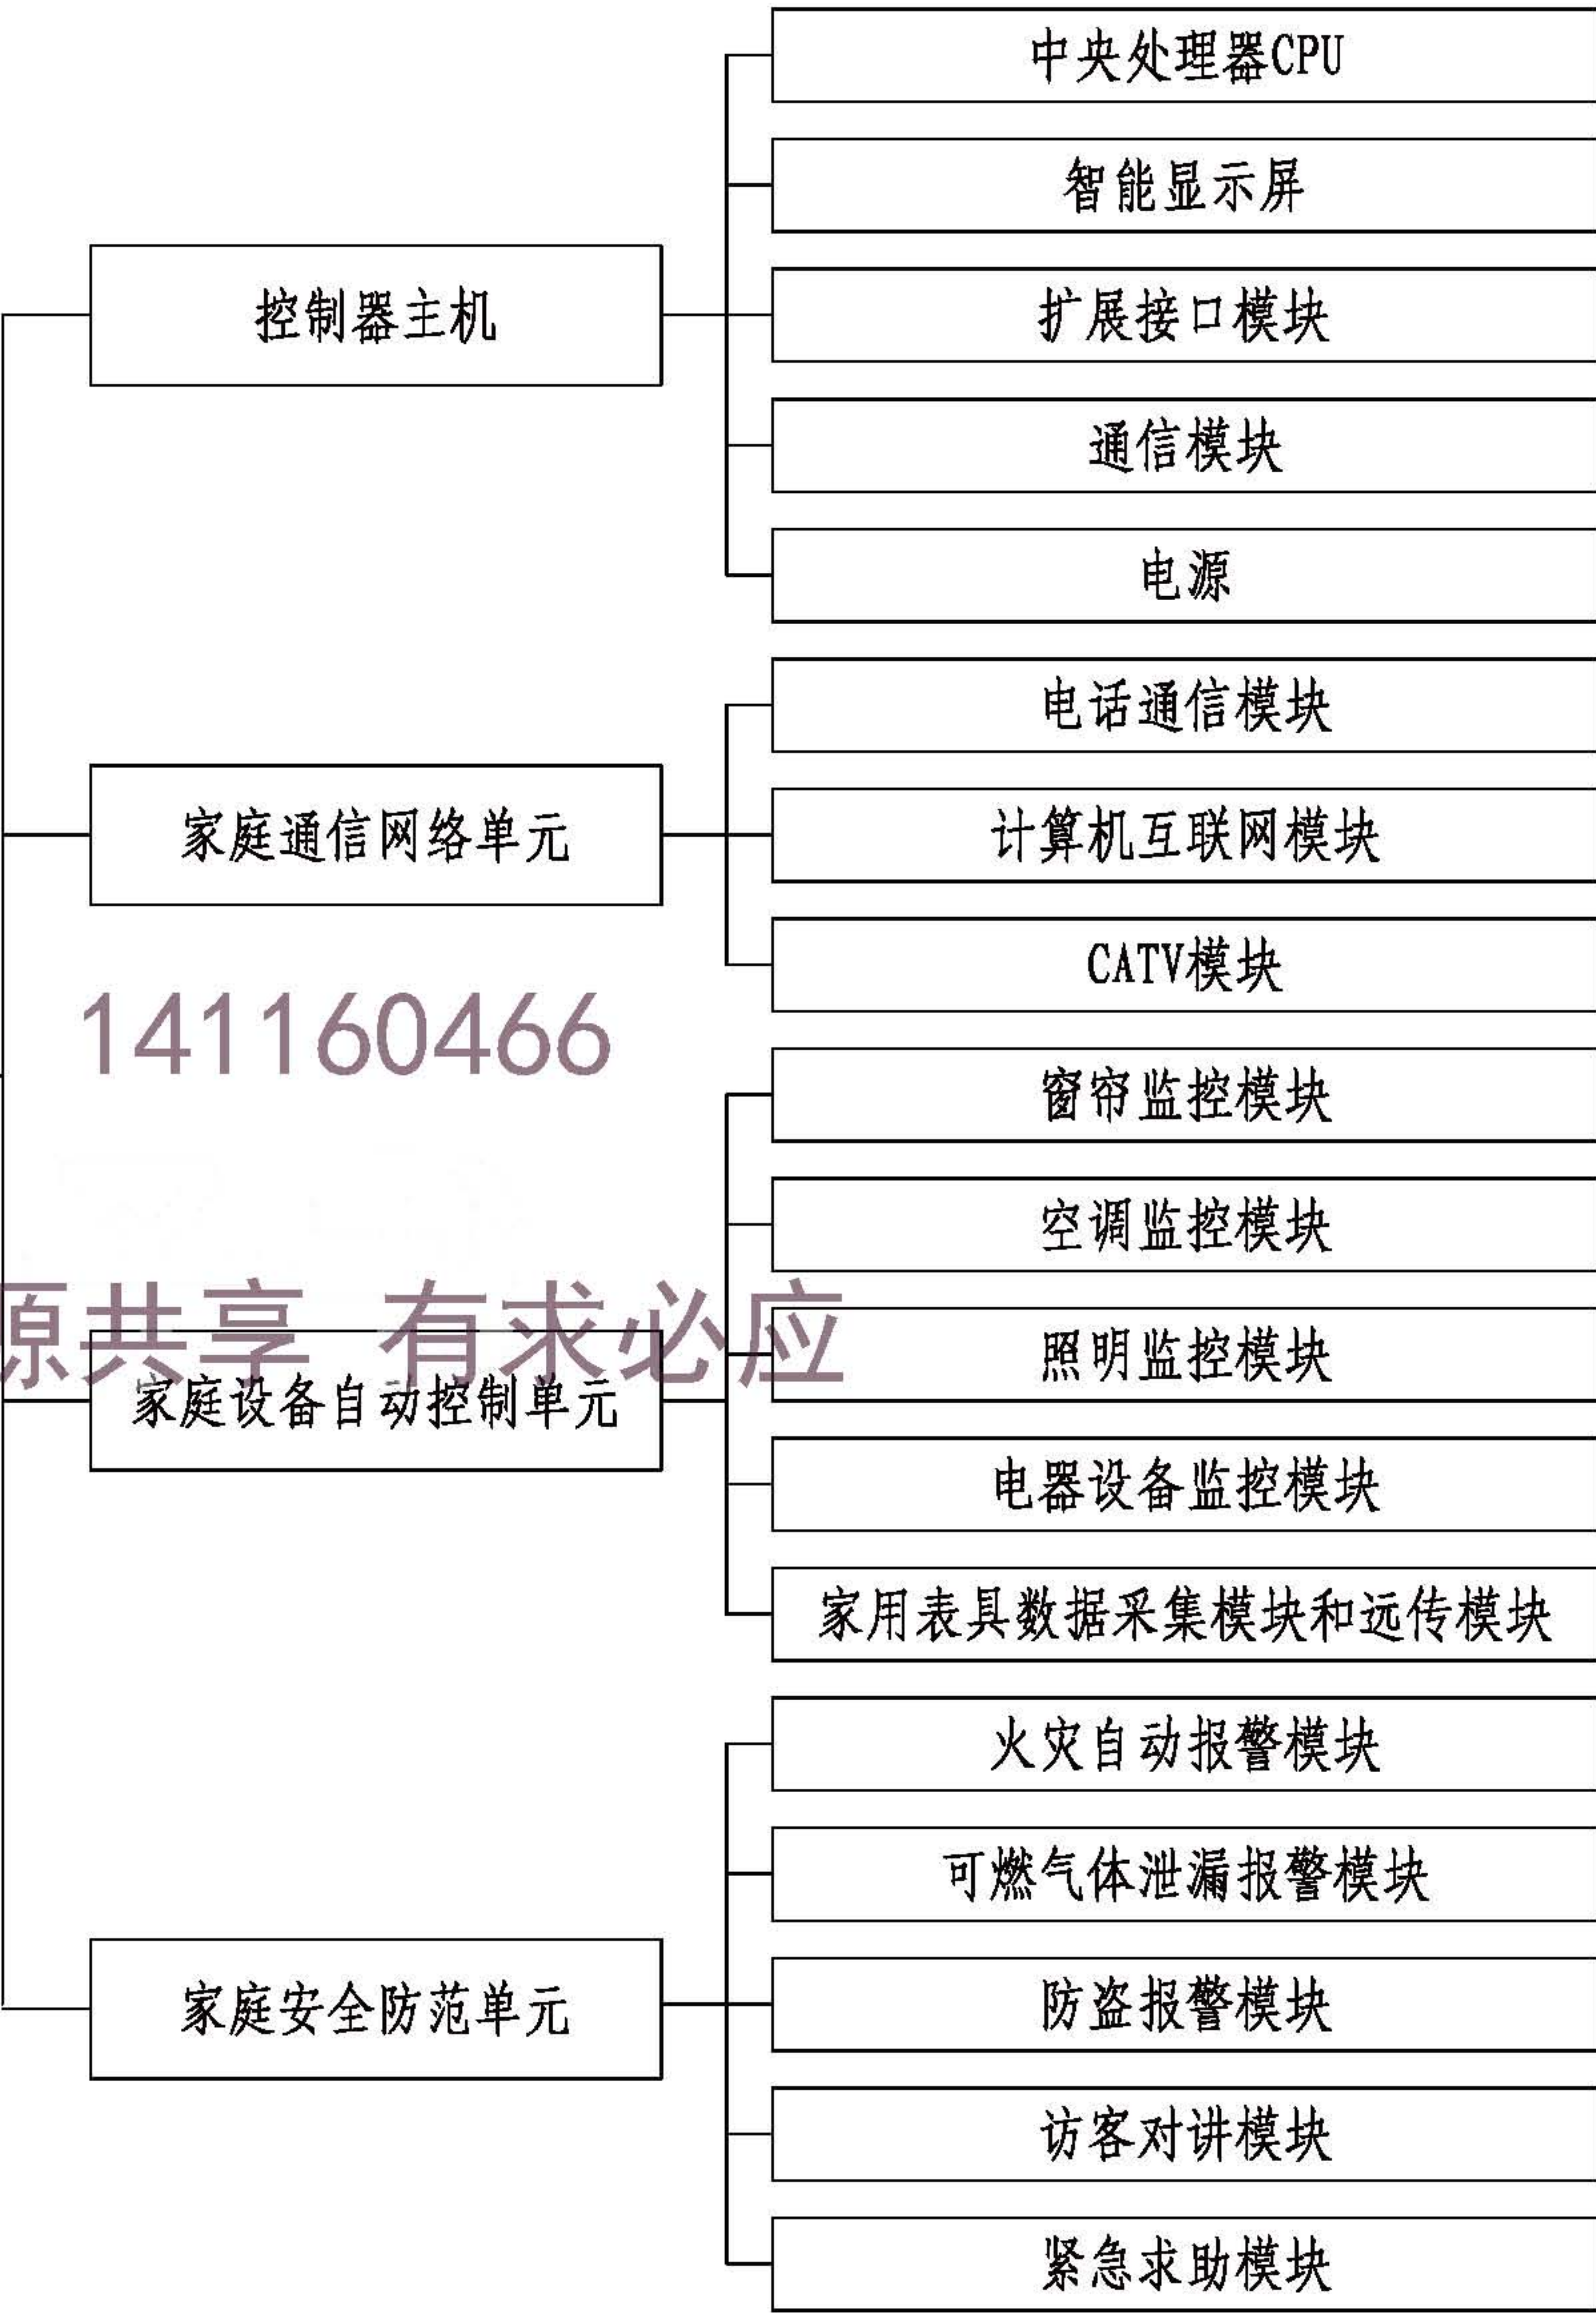 中央处理器CPU
智能显示屏
控制器主机
扩展接口模块
通信模块
电源
电话通信模块
家庭通信网络单元
计算机互联网模块
CATV模块
141160466
窗帘监控模块
空调监控模块
源共享 有求必应
照明监控模块
家庭设备自动控制单元
电器设备监控模块
家用表具数据采集模块和远传模块
火灾自动报警模块
可燃气体泄漏报警模块
家庭安全防范单元
防盗报警模块
访客对讲模块
紧急求助模块